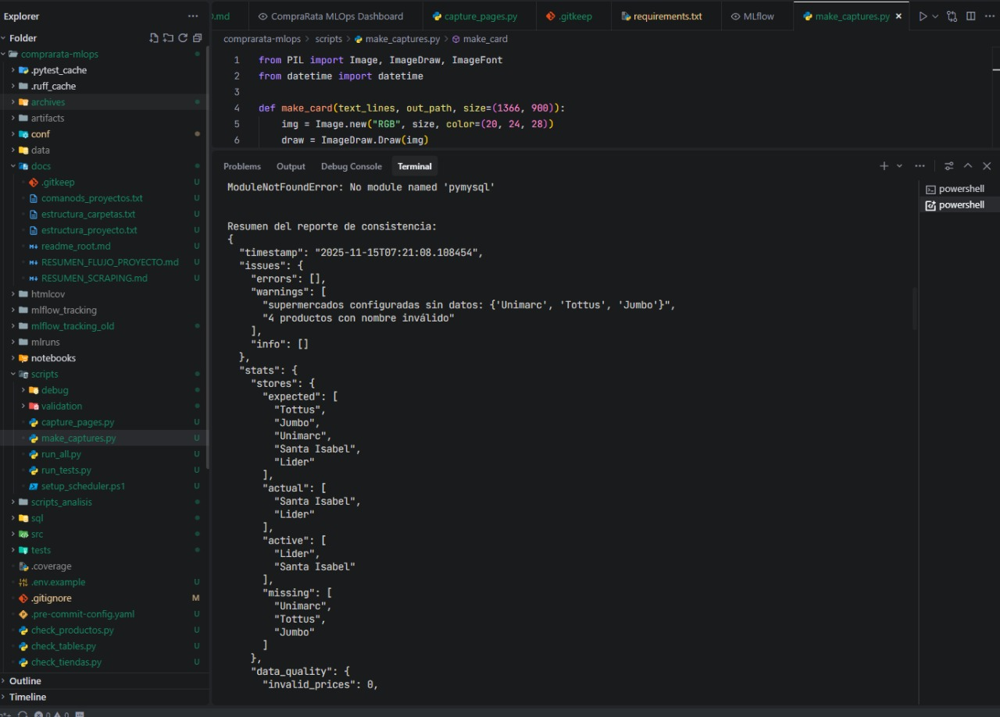 Explorer
Folder
comprarata-mlops
.pytest_cache
.ruff_cache
archives
artifacts
conf
data
docs
.gitkeep U
comanods_proyectos.txt U
estructura_carpetas.txt U
estructura_proyecto.txt U
readme_root.md U
RESUMEN_FLUJO_PROYECTO.md U
RESUMEN_SCRAPING.md U
htmlcov
mlflow_tracking
mlflow_tracking_old
mlruns
notebooks
scripts
debug
validation
capture_pages.py U
make_captures.py U
run_all.py U
run_tests.py U
setup_scheduler.ps1 U
scripts_analisis
sql
src
tests
.coverage
.env.example U
.gitignore M
.pre-commit-config.yaml U
check_productos.py U
check_tables.py U
check_tiendas.py U
Outline
Timeline
0 0
.md CompraRata MLOps Dashboard capture_pages.py .gitkeep requirements.txt MLflow make_captures.py
comprarata-mlops > scripts > make_captures.py > make_card
1 from PIL import Image, ImageDraw, ImageFont
2 from datetime import datetime
3
4 def make_card(text_lines, out_path, size=(1366, 900)):
5 img = Image.new("RGB", size, color=(20, 24, 28))
6 draw = ImageDraw.Draw(img)
Problems Output Debug Console Terminal
powershell
powershell
ModuleNotFoundError: No module named 'pymysql'
Resumen del reporte de consistencia:
{
"timestamp": "2025-11-15T07:21:08.108454",
"issues": {
"errors": [],
"warnings": [
"supermercados configuradas sin datos: {'Unimarc', 'Tottus', 'Jumbo'}",
"4 productos con nombre inválido"
],
"info": []
},
"stats": {
"stores": {
"expected": [
"Tottus",
"Jumbo",
"Unimarc",
"Santa Isabel",
"Lider"
],
"actual": [
"Santa Isabel",
"Lider"
],
"active": [
"Lider",
"Santa Isabel"
],
"missing": [
"Unimarc",
"Tottus",
"Jumbo"
]
},
"data_quality": {
"invalid_prices": 0,